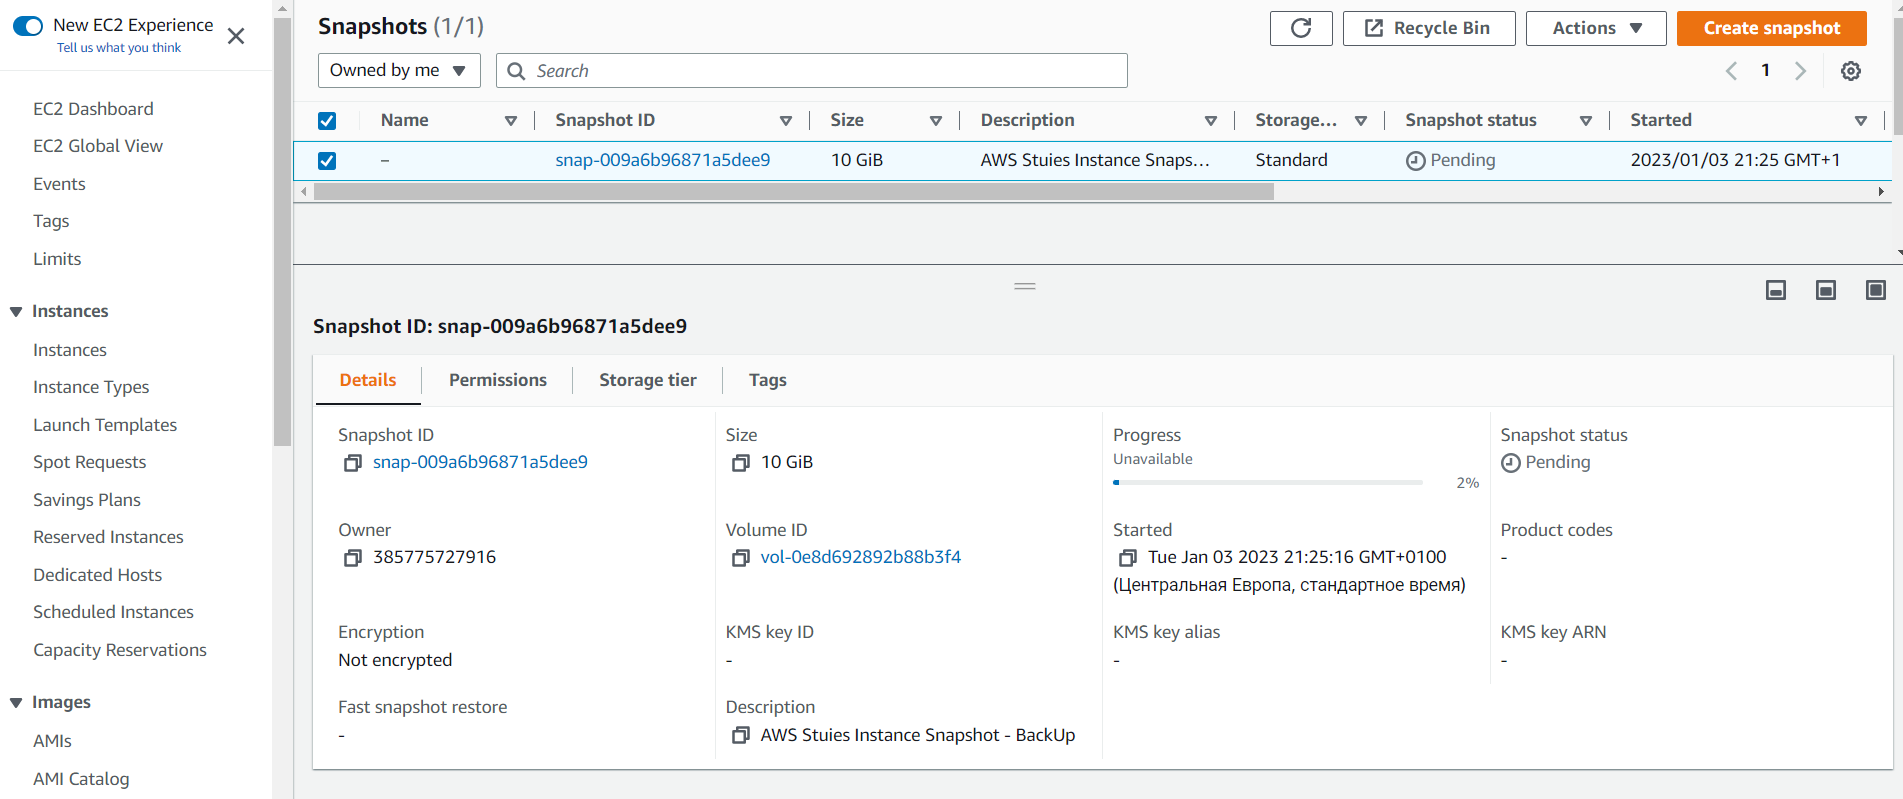 New EC2 Experience
Tell us what you think
EC2 Dashboard
EC2 Global View
Events
Tags
Limits
Instances
Instances
Instance Types
Launch Templates
Spot Requests
Savings Plans
Reserved Instances
Dedicated Hosts
Scheduled Instances
Capacity Reservations
Images
AMIs
AMI Catalog
Snapshots (1/1)
Recycle Bin
Actions
Create snapshot
Owned by me
Search
1
Name Snapshot ID Size Description Storage... Snapshot status Started
– snap-009a6b96871a5dee9 10 GiB AWS Stuies Instance Snaps... Standard Pending 2023/01/03 21:25 GMT+1
Snapshot ID: snap-009a6b96871a5dee9
Details Permissions Storage tier Tags
Snapshot ID
snap-009a6b96871a5dee9
Size
10 GiB
Progress
Unavailable
2%
Snapshot status
Pending
Owner
385775727916
Volume ID
vol-0e8d692892b88b3f4
Started
Tue Jan 03 2023 21:25:16 GMT+0100
(Центральная Европа, стандартное время)
Product codes
-
Encryption
Not encrypted
KMS key ID
-
KMS key alias
-
KMS key ARN
-
Fast snapshot restore
-
Description
AWS Stuies Instance Snapshot - BackUp